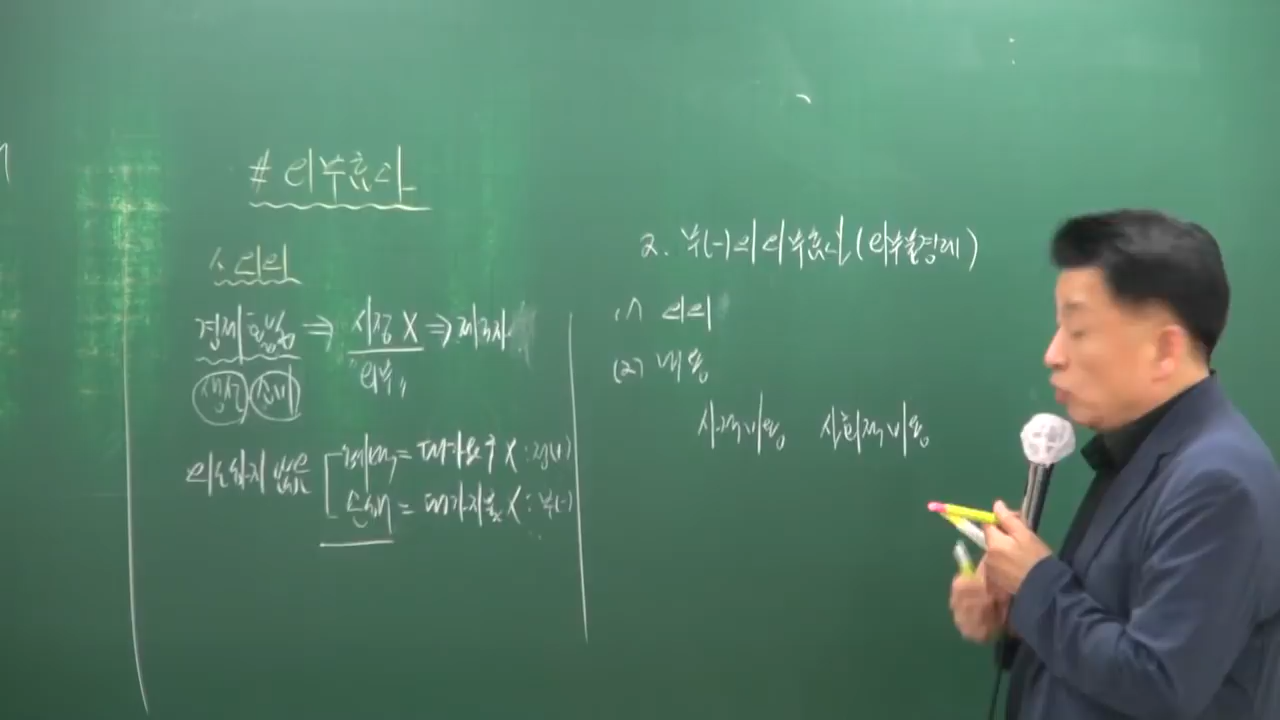 # 외부효과
1. 의의
경제활동 ⇒ 시장 X ⇒ 제3자
"외부"
생산 소비
의도하지 않은
혜택 = 대가요구 X : 정(+)
손해 = 대가지불 X : 부(-)
2. 부(-)의 외부효과 (외부불경제)
(1) 의의
(2) 내용
사적비용 사회적비용